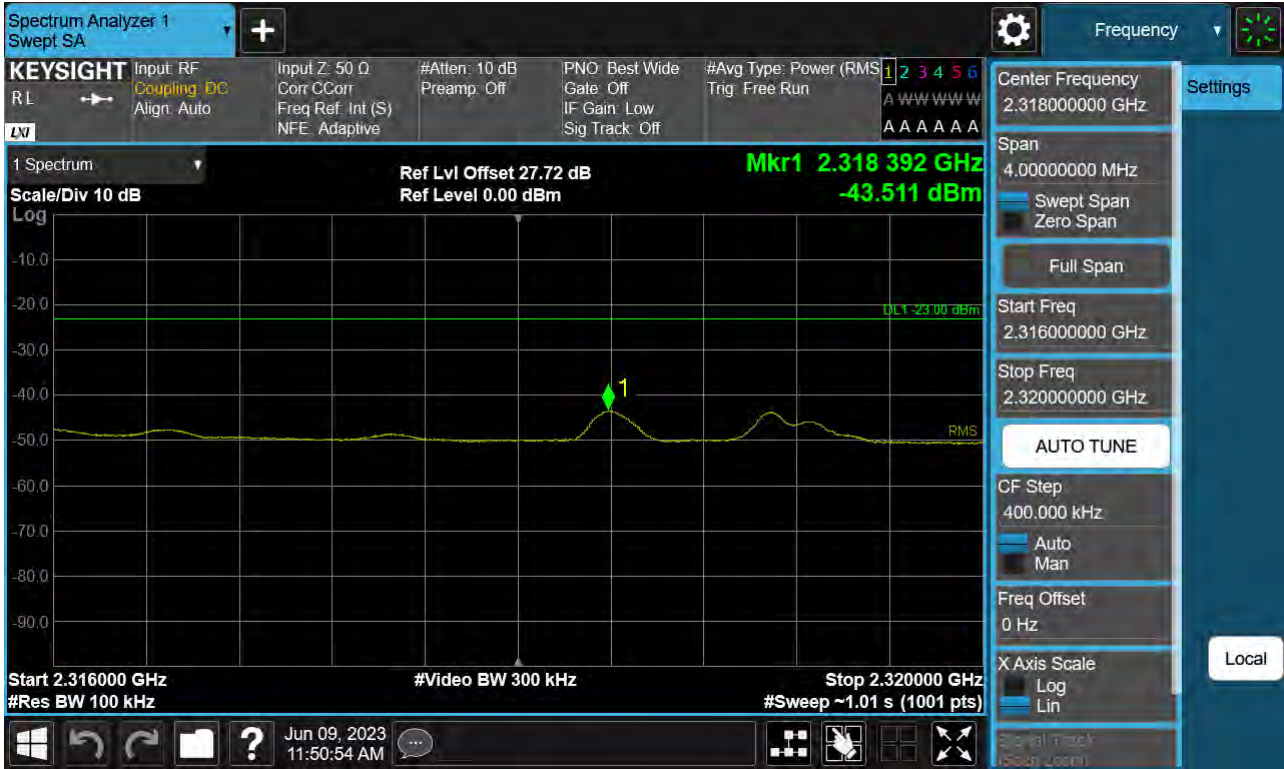 Spectrum Analyzer 1
Swept SA
Frequency
KEYSIGHT
RL
LXI
Input: RF
Coupling: DC
Align: Auto
Input Z: 50 Ω
Corr CCorr
Freq Ref: Int (S)
NFE: Adaptive
#Atten: 10 dB
Preamp: Off
PNO: Best Wide
Gate: Off
IF Gain: Low
Sig Track: Off
#Avg Type: Power (RMS
Trig: Free Run
1 2 3 4 5 6
A W W W W W
A A A A A A
Center Frequency
2.318000000 GHz
Settings
Span
4.00000000 MHz
Swept Span
Zero Span
Full Span
Start Freq
2.316000000 GHz
Stop Freq
2.320000000 GHz
AUTO TUNE
CF Step
400.000 kHz
Auto
Man
Freq Offset
0 Hz
X Axis Scale
Log
Lin
Local
1 Spectrum
Scale/Div 10 dB
Ref Lvl Offset 27.72 dB
Ref Level 0.00 dBm
Mkr1 2.318 392 GHz
-43.511 dBm
Log
-10.0
-20.0
DL1 -23.00 dBm
-30.0
-40.0
1
-50.0
RMS
-60.0
-70.0
-80.0
-90.0
Start 2.316000 GHz
#Video BW 300 kHz
Stop 2.320000 GHz
#Res BW 100 kHz
#Sweep ~1.01 s (1001 pts)
Jun 09, 2023
11:50:54 AM